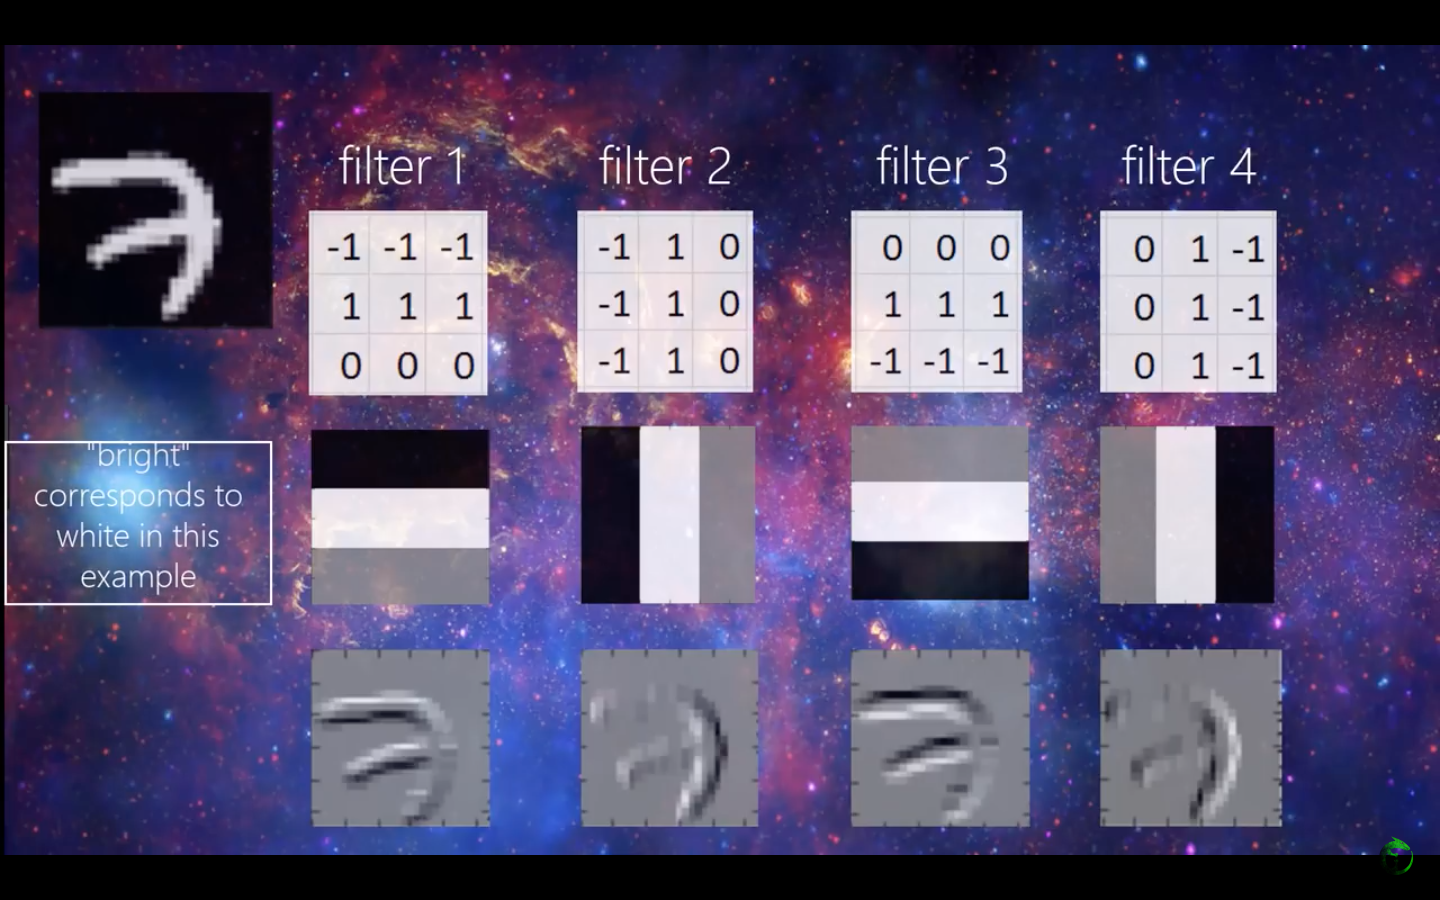 filter 1 filter 2 filter 3 filter 4
-1 -1 -1 -1 1 0 0 0 0 0 1 -1
1 1 1 -1 1 0 1 1 1 0 1 -1
0 0 0 -1 1 0 -1 -1 -1 0 1 -1
"bright"
corresponds to
white in this
example